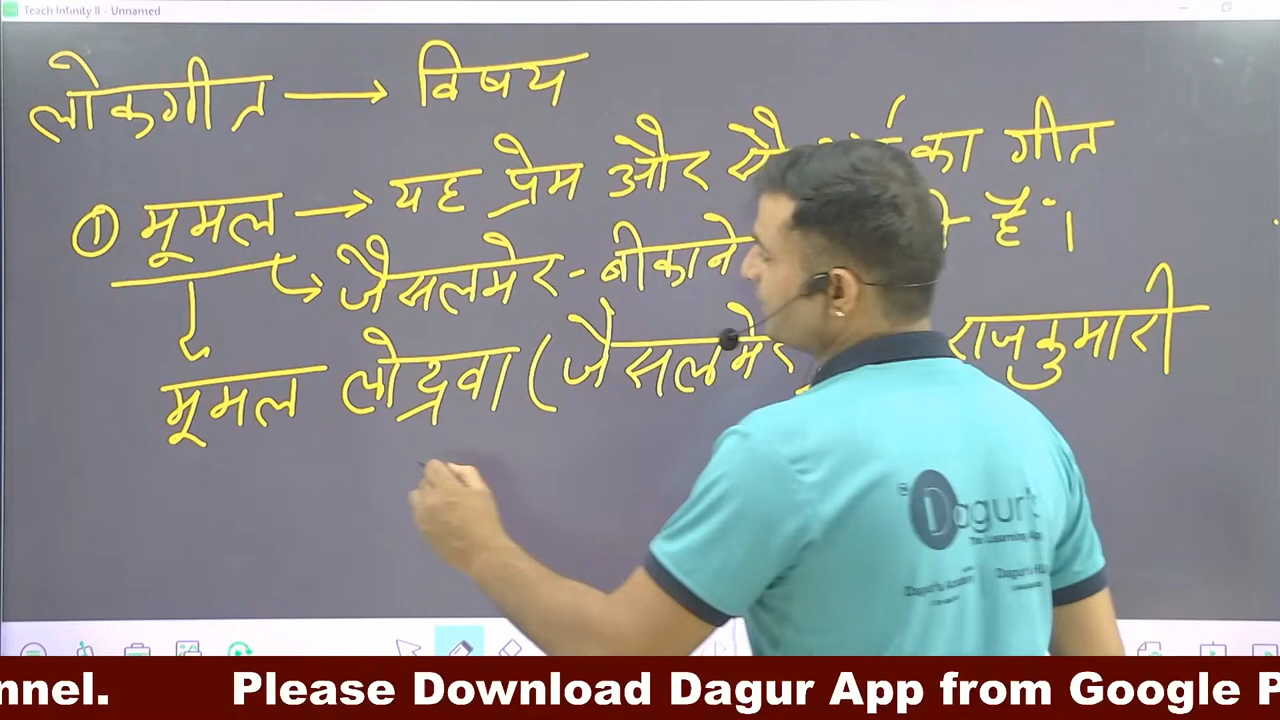 Teach Infinity II - Unnamed
लोकगीत → विषय
① मूमल → यह प्रेम और का गीत
है।
→ जैसलमेर-बीकाने
मूमल लोद्रवा (जैसलमेर राजकुमारी
Dagur's
nnel. Please Download Dagur App from Google P